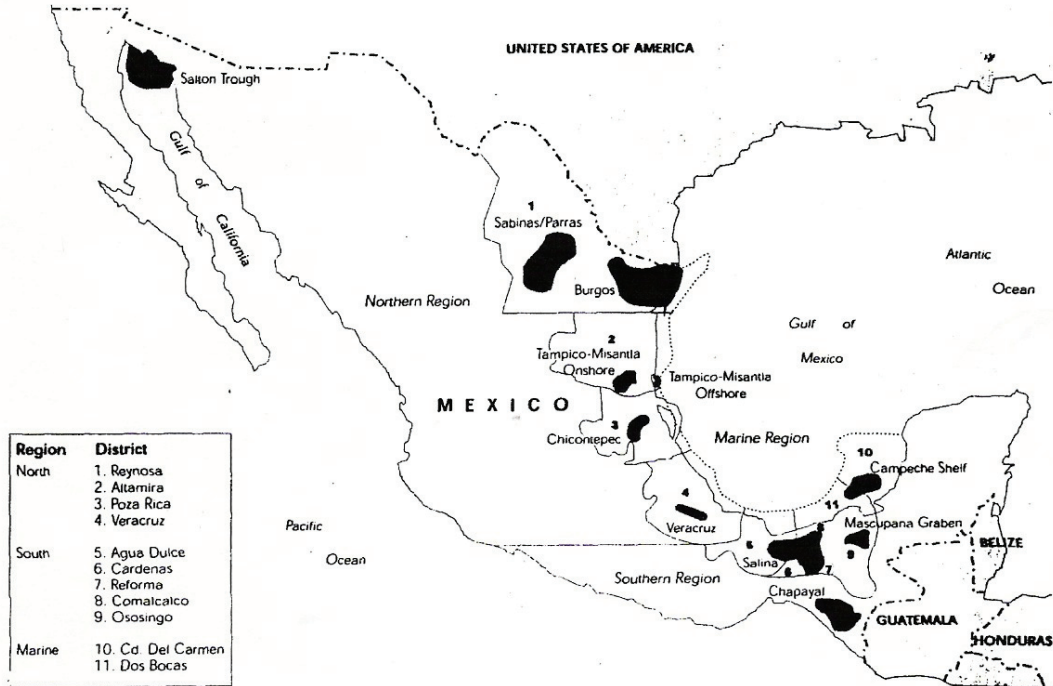 UNITED STATES OF AMERICA
Salton Trough
Gulf
of
California
1
Sabinas/Parras
Burgos
Northern Region
Atlantic
Ocean
Gulf of
Mexico
2
Tampico-Misantla
Onshore
Tampico-Misantla
Offshore
MEXICO
3
Chicontepec
Marine Region
10
Campeche Shelf
4
Veracruz
11
8
Mascupana Graben
9
5
Salina
6
7
BELIZE
Pacific
Ocean
Southern Region
Chapayal
GUATEMALA
HONDURAS
Region District
North 1. Reynosa
2. Altamira
3. Poza Rica
4. Veracruz
South 5. Agua Dulce
6. Cardenas
7. Reforma
8. Comalcalco
9. Ososingo
Marine 10. Cd. Del Carmen
11. Dos Bocas